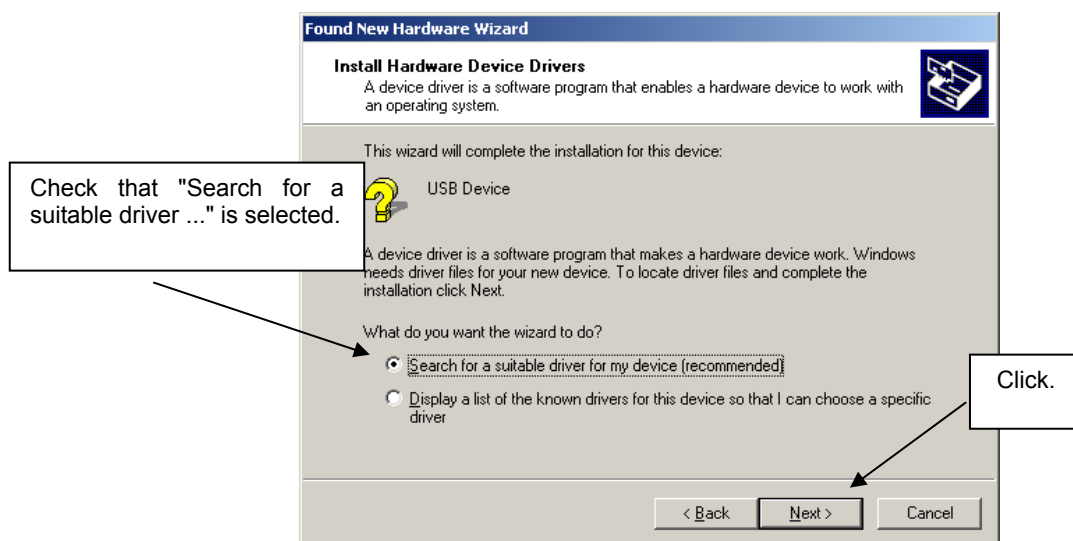 Found New Hardware Wizard
Install Hardware Device Drivers
A device driver is a software program that enables a hardware device to work with
an operating system.
This wizard will complete the installation for this device:
Check that "Search for a
suitable driver ..." is selected.
USB Device
A device driver is a software program that makes a hardware device work. Windows
needs driver files for your new device. To locate driver files and complete the
installation click Next.
What do you want the wizard to do?
Search for a suitable driver for my device (recommended)
Click.
Display a list of the known drivers for this device so that I can choose a specific
driver
< Back
Next >
Cancel